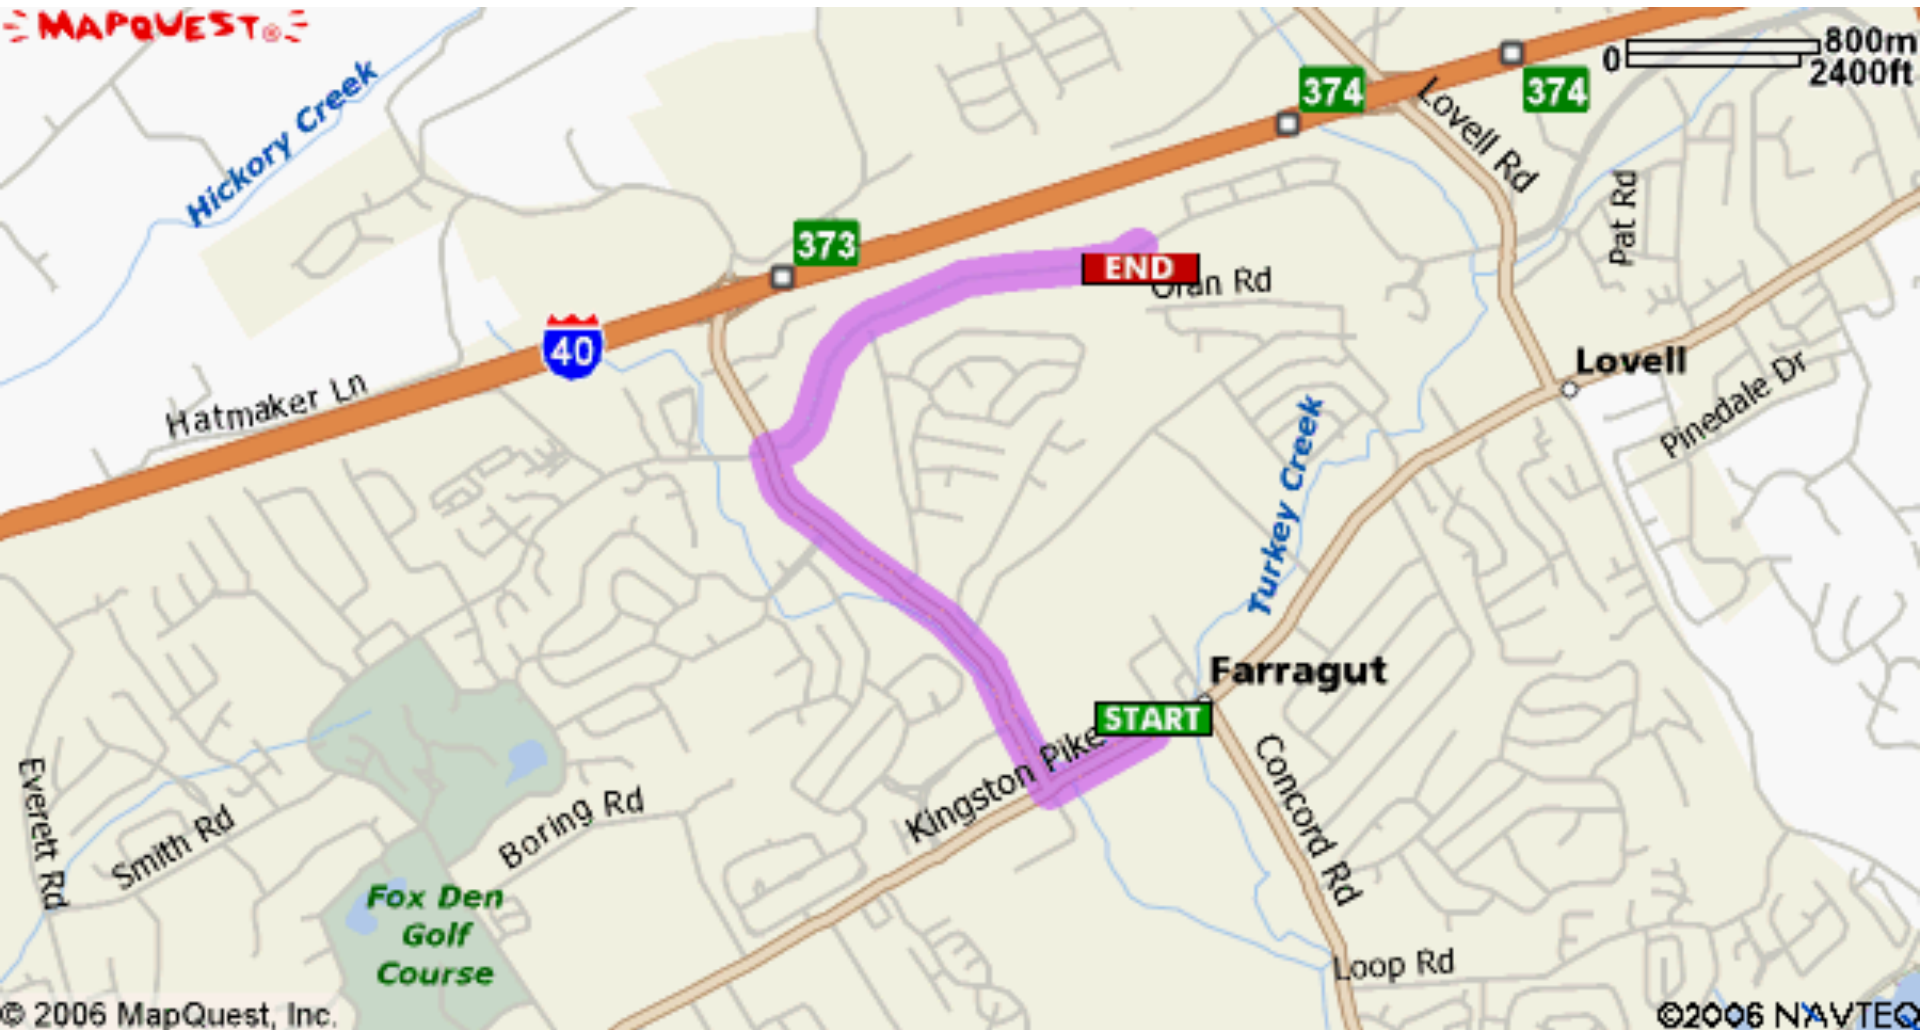 MAPQUEST®
800m
0
2400ft
374
374
Lovell Rd
Hickory Creek
Pat Rd
373
END
Oran Rd
40
Lovell
Hatmaker Ln
Pinedale Dr
Turkey Creek
Farragut
START
Kingston Pike
Concord Rd
Everett Rd
Smith Rd
Boring Rd
Fox Den
Golf
Course
Loop Rd
© 2006 MapQuest, Inc.
©2006 NAVTEQ